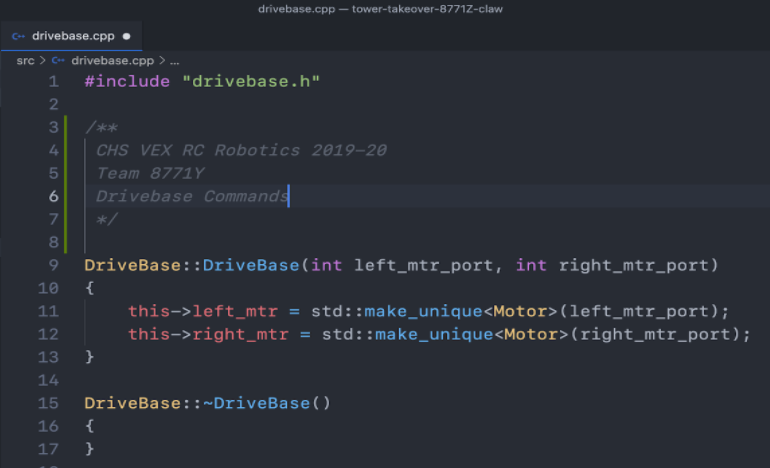 drivebase.cpp — tower-takeover-8771Z-claw
drivebase.cpp
src > drivebase.cpp > ...
1 #include "drivebase.h"
2
3 /**
4 CHS VEX RC Robotics 2019-20
5 Team 8771Y
6 Drivebase Commands
7 */
8
9 DriveBase::DriveBase(int left_mtr_port, int right_mtr_port)
10 {
11 this->left_mtr = std::make_unique<Motor>(left_mtr_port);
12 this->right_mtr = std::make_unique<Motor>(right_mtr_port);
13 }
14
15 DriveBase::~DriveBase()
16 {
17 }